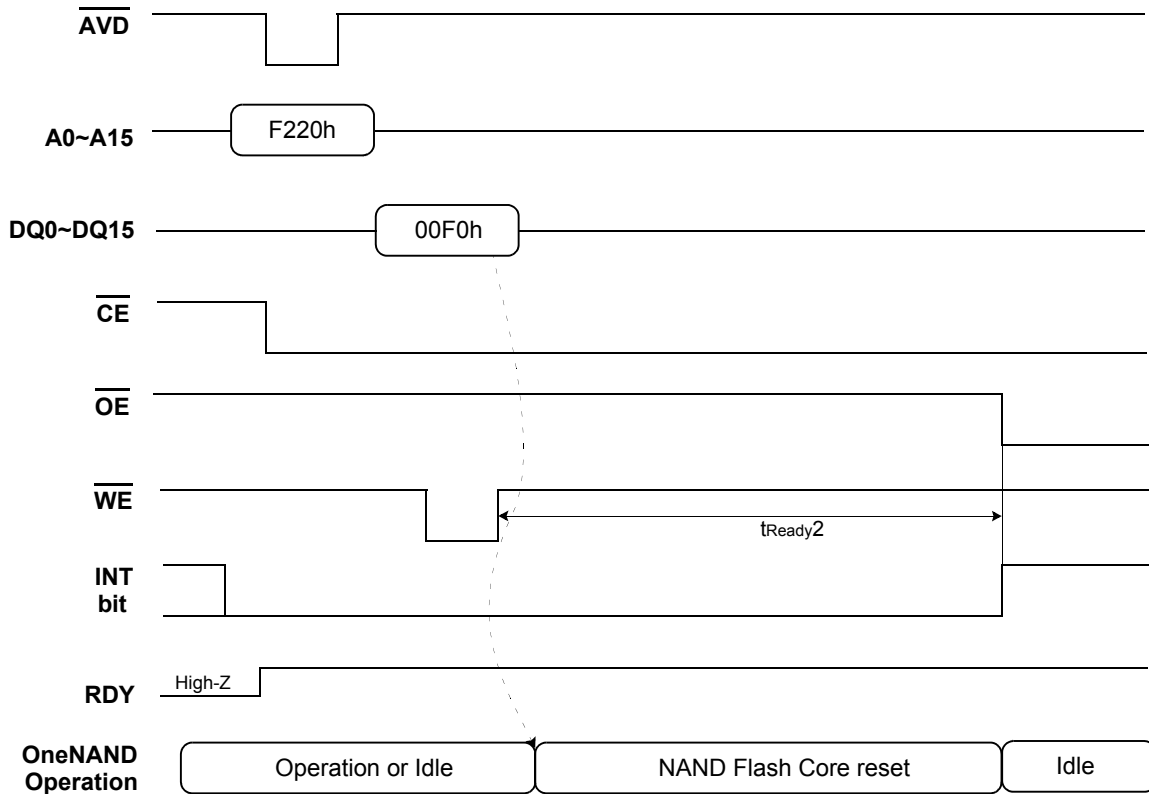 AVD
A0~A15
F220h
DQ0~DQ15
00F0h
CE
OE
WE
tReady2
INT
bit
RDY
High-Z
OneNAND
Operation
Operation or Idle
NAND Flash Core reset
Idle